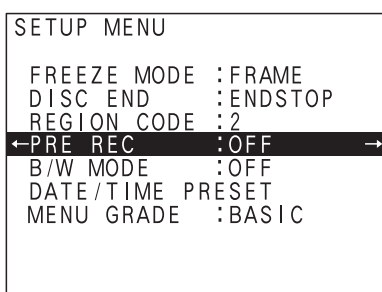 SETUP MENU
FREEZE MODE :FRAME
DISC END :ENDSTOP
REGION CODE :2
←PRE REC :OFF →
B/W MODE :OFF
DATE/TIME PRESET
MENU GRADE :BASIC